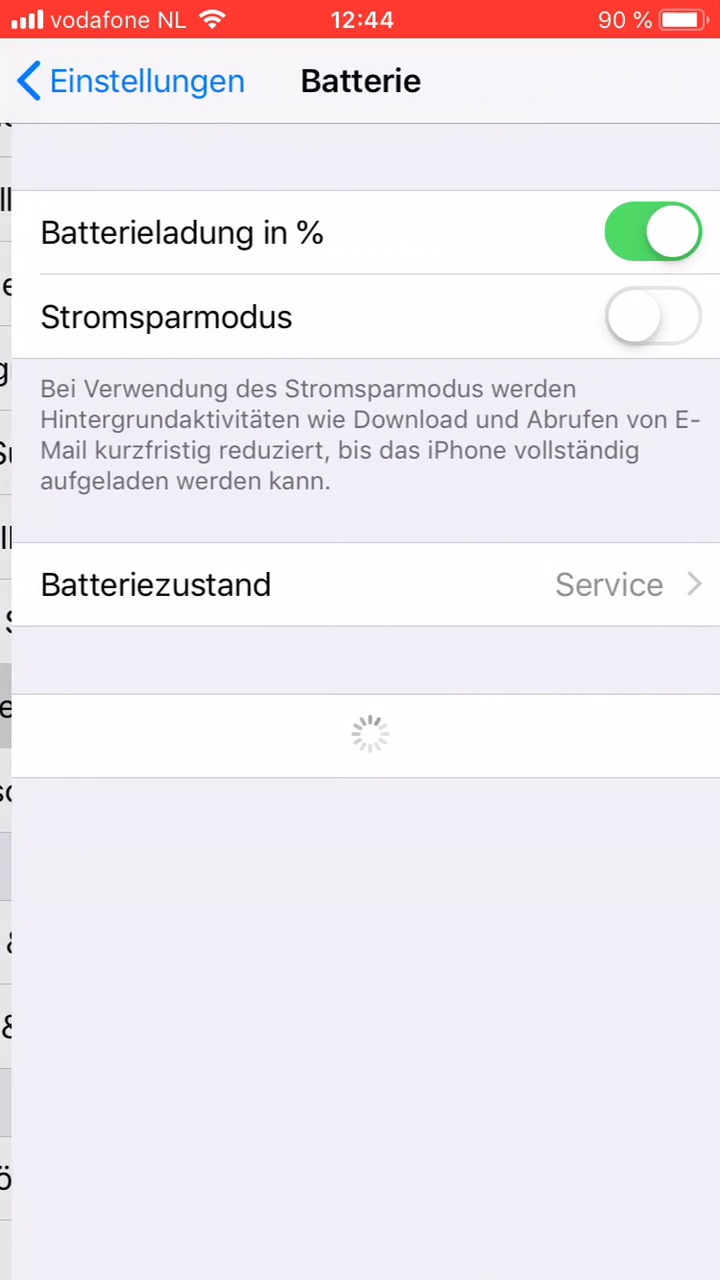 vodafone NL 12:44 90 %
Einstellungen Batterie
Batterieladung in %
Stromsparmodus
Bei Verwendung des Stromsparmodus werden
Hintergrundaktivitäten wie Download und Abrufen von E-
Mail kurzfristig reduziert, bis das iPhone vollständig
aufgeladen werden kann.
Batteriezustand Service